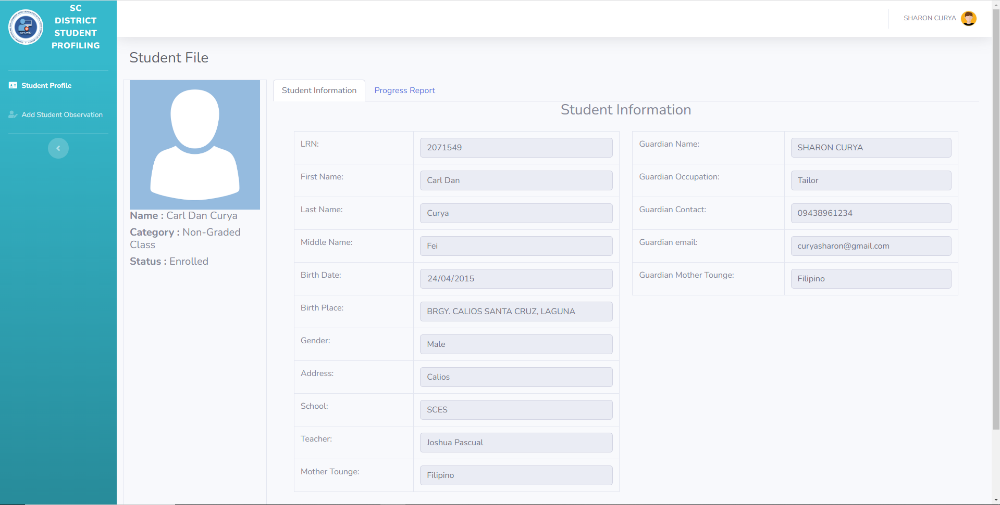 SC
DISTRICT
STUDENT
PROFILING
SPLWD
SHARON CURYA
Student Profile
Add Student Observation
Student File
Name : Carl Dan Curya
Category : Non-Graded
Class
Status : Enrolled
Student Information
Progress Report
Student Information
LRN: 2071549
First Name: Carl Dan
Last Name: Curya
Middle Name: Fei
Birth Date: 24/04/2015
Birth Place: BRGY. CALIOS SANTA CRUZ, LAGUNA
Gender: Male
Address: Calios
School: SCES
Teacher: Joshua Pascual
Mother Tounge: Filipino
Guardian Name: SHARON CURYA
Guardian Occupation: Tailor
Guardian Contact: 09438961234
Guardian email: curyasharon@gmail.com
Guardian Mother Tounge: Filipino